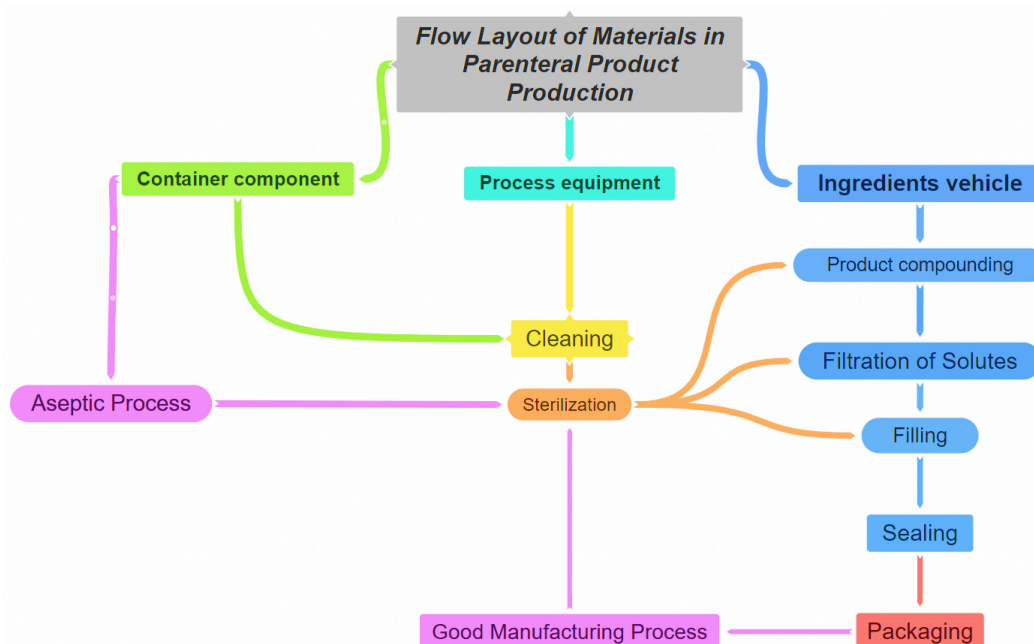 Flow Layout of Materials in
Parenteral Product
Production
Container component
Process equipment
Ingredients vehicle
Product compounding
Cleaning
Filtration of Solutes
Aseptic Process
Sterilization
Filling
Sealing
Good Manufacturing Process
Packaging